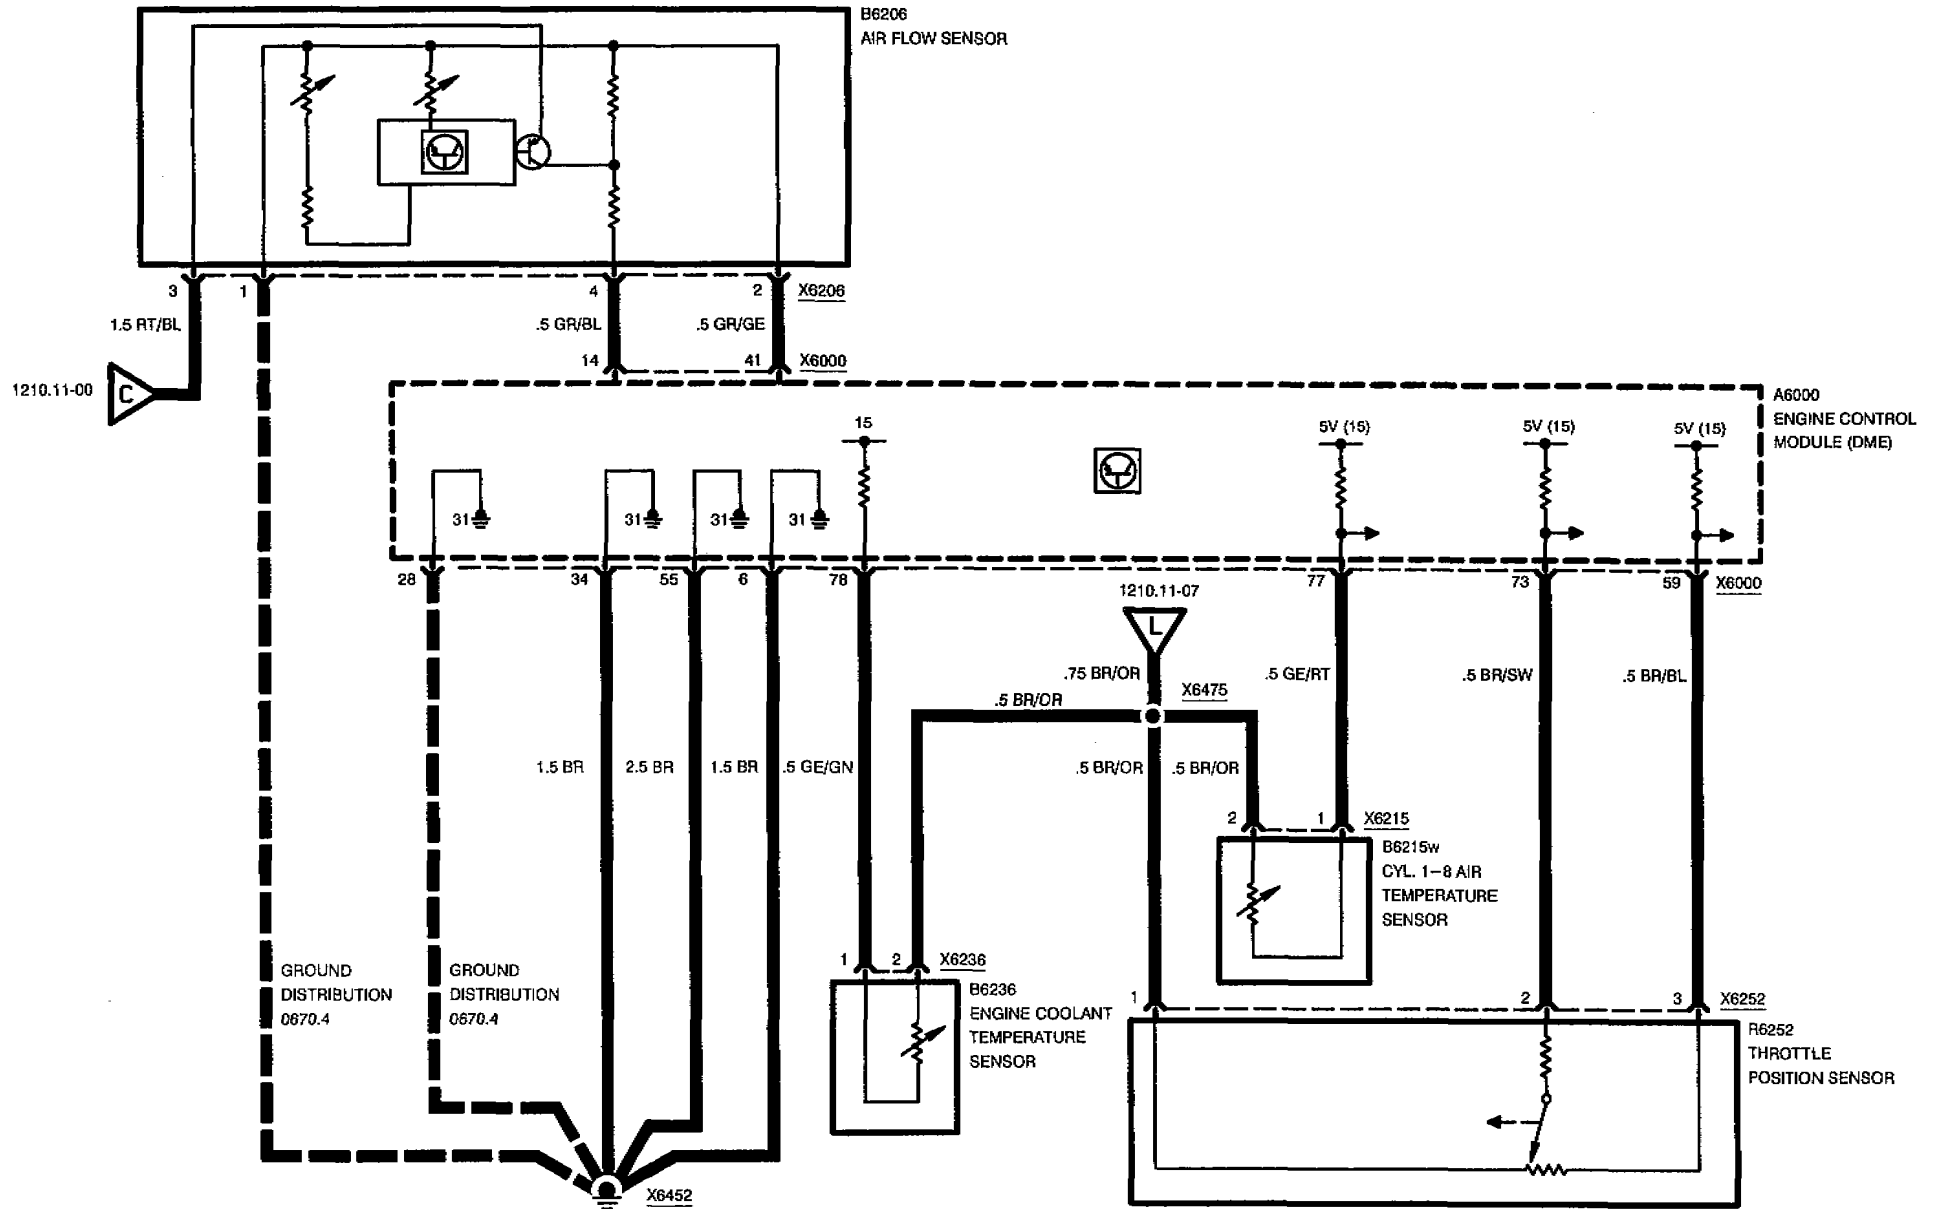 B6206
AIR FLOW SENSOR
3
1
4
2
X6206
1.5 RT/BL
.5 GR/BL
.5 GR/GE
14
41
X6000
1210.11-00
C
A6000
ENGINE CONTROL
MODULE (DME)
15
5V (15)
5V (15)
5V (15)
31
31
31
31
28
34
55
6
78
77
73
59
X6000
1210.11-07
L
.75 BR/OR
.5 GE/RT
.5 BR/SW
.5 BR/BL
X6475
.5 BR/OR
1.5 BR
2.5 BR
1.5 BR
.5 GE/GN
.5 BR/OR
.5 BR/OR
2
1
X6215
B6215w
CYL. 1-8 AIR
TEMPERATURE
SENSOR
1
2
X6236
GROUND
DISTRIBUTION
0670.4
GROUND
DISTRIBUTION
0670.4
B6236
ENGINE COOLANT
TEMPERATURE
SENSOR
1
2
3
X6252
R6252
THROTTLE
POSITION SENSOR
X6452